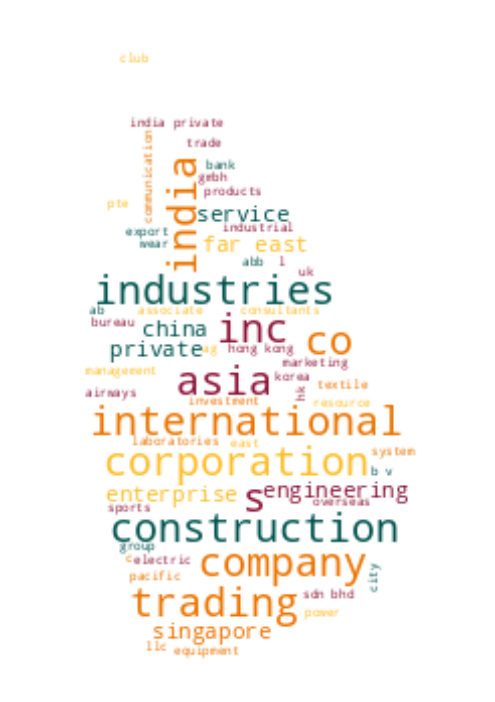 club
india private
communication
trade
bank
india
gmbh
products
pte
service
industrial
export
wear
far east
abb
l
uk
industries
ab
associate
consultants
bureau
china
inc
co
private
ag
hong kong
marketing
management
asia
korea
textile
airways
hk
investment
resource
international
laboratories
east
system
corporation
b v
enterprise
s
engineering
overseas
sports
construction
group
c
electric
company
city
pacific
trading
sdn bhd
power
singapore
llc
equipment